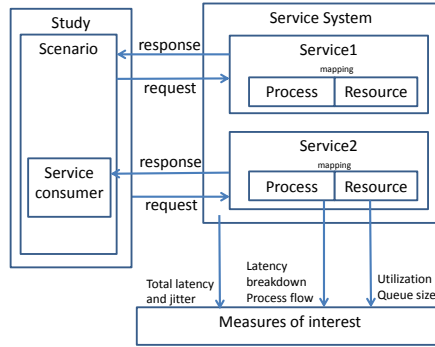 Study
Scenario
Service
consumer
response
request
response
request
Service System
Service1
mapping
Process
Resource
Service2
mapping
Process
Resource
Total latency
and jitter
Latency
breakdown
Process flow
Utilization
Queue size
Measures of interest